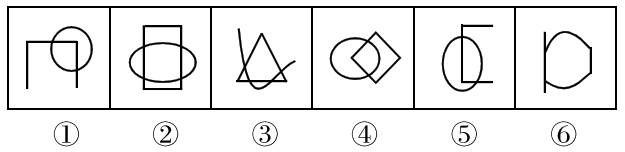 ① ② ③ ④ ⑤ ⑥